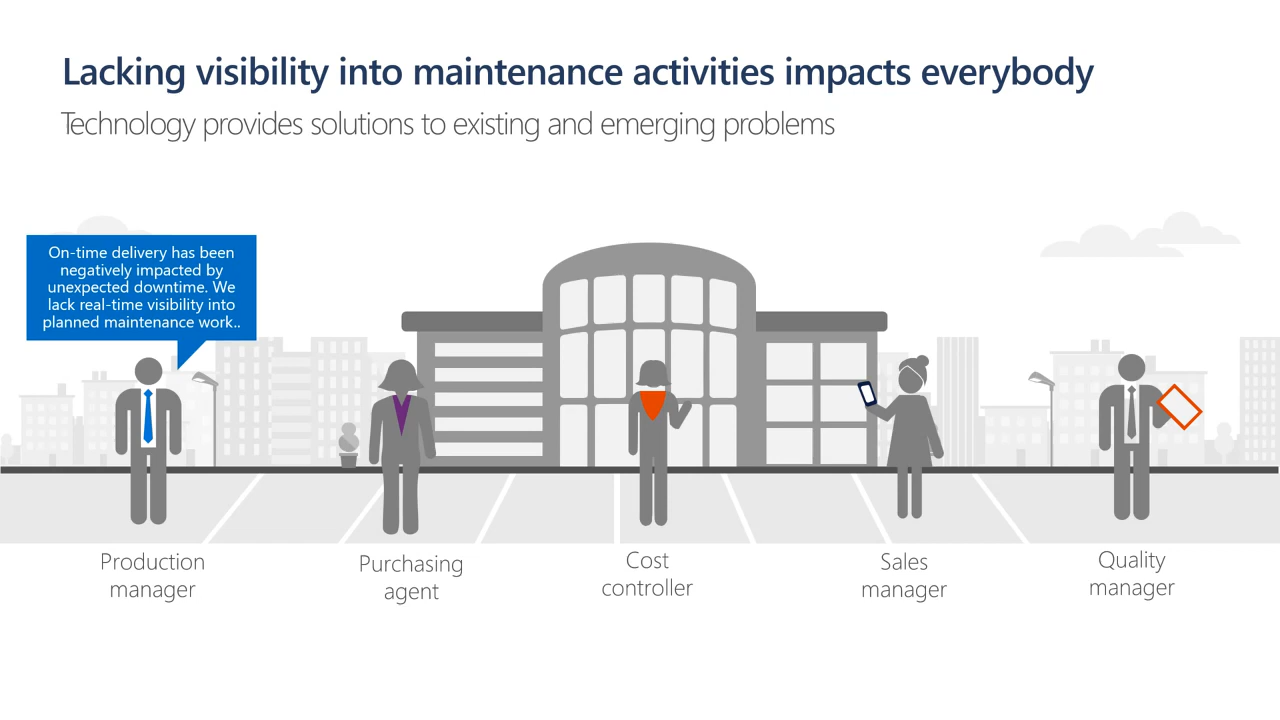 Lacking visibility into maintenance activities impacts everybody
Technology provides solutions to existing and emerging problems
On-time delivery has been
negatively impacted by
unexpected downtime. We
lack real-time visibility into
planned maintenance work..
Production
manager
Purchasing
agent
Cost
controller
Sales
manager
Quality
manager